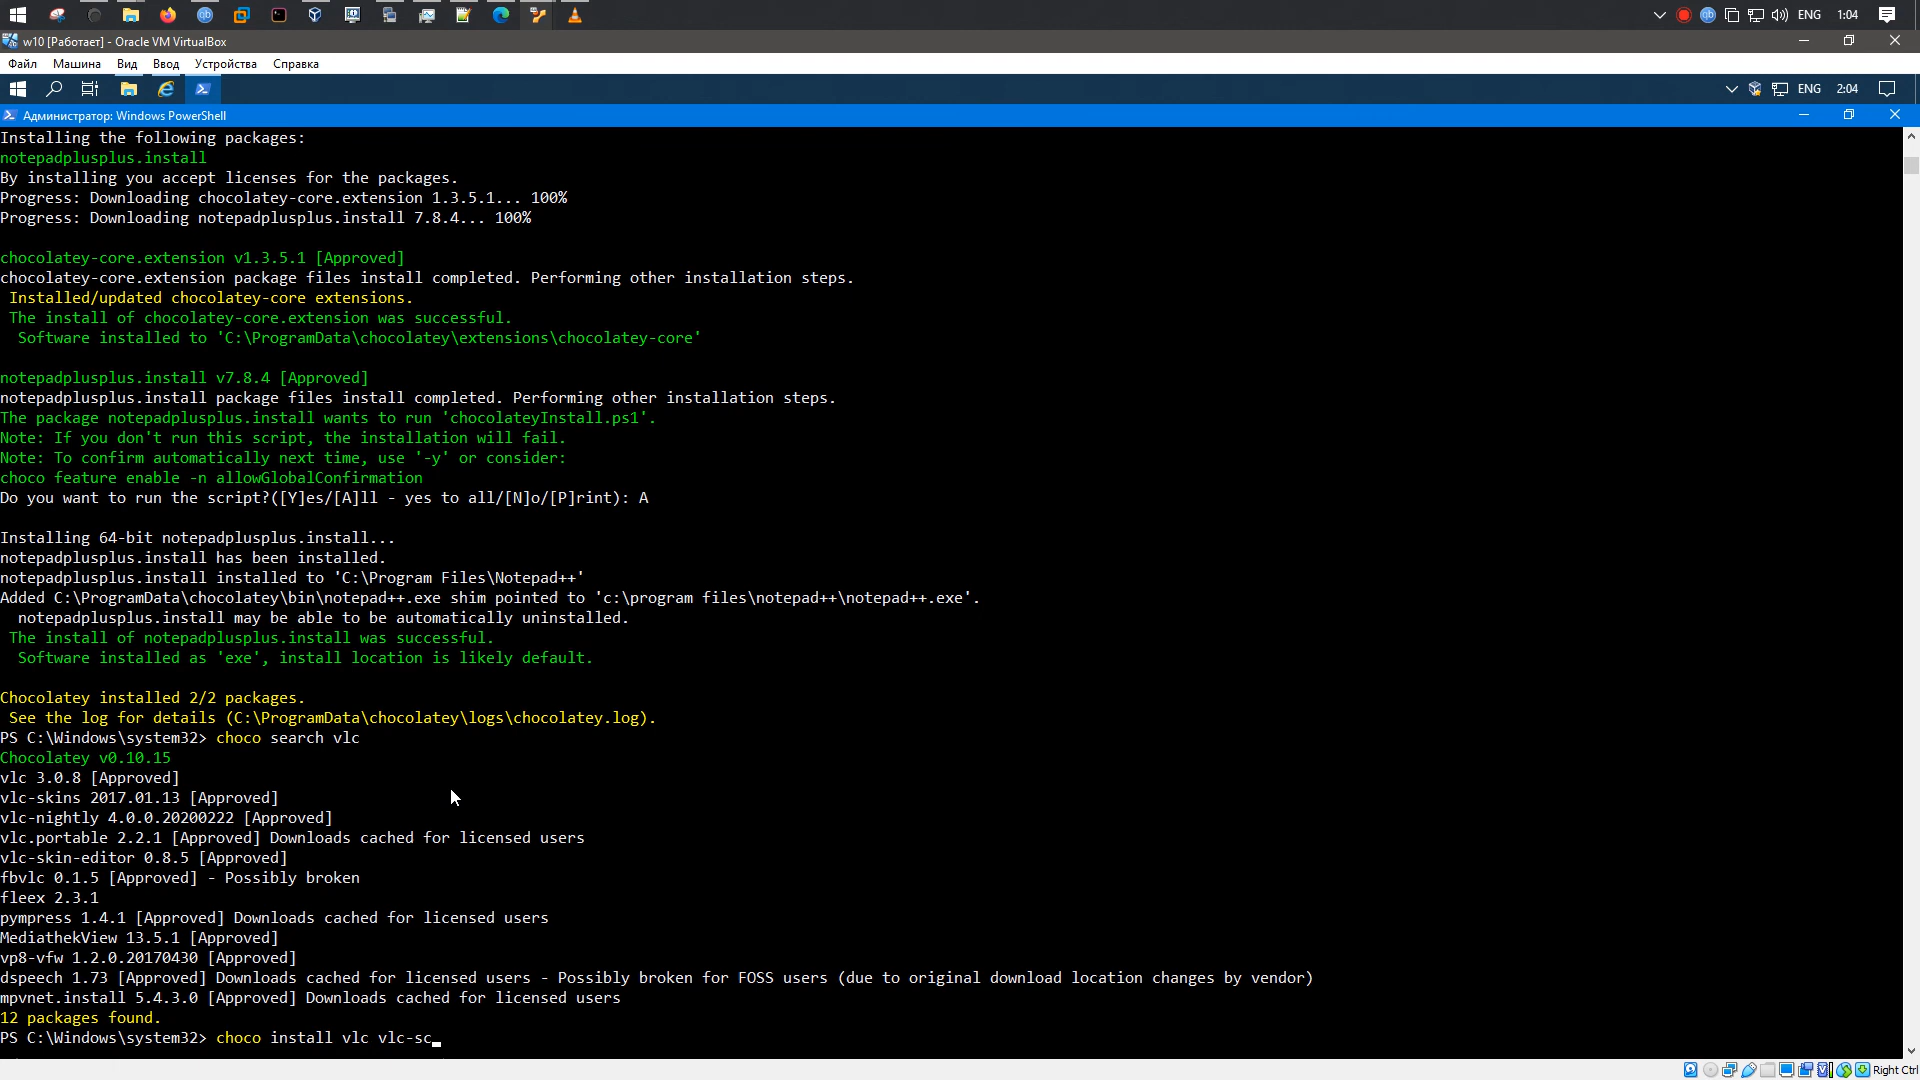 ENG 1:04
w10 [Работает] - Oracle VM VirtualBox
Файл Машина Вид Ввод Устройства Справка
ENG 2:04
Администратор: Windows PowerShell
Installing the following packages:
notepadplusplus.install
By installing you accept licenses for the packages.
Progress: Downloading chocolatey-core.extension 1.3.5.1... 100%
Progress: Downloading notepadplusplus.install 7.8.4... 100%
chocolatey-core.extension v1.3.5.1 [Approved]
chocolatey-core.extension package files install completed. Performing other installation steps.
Installed/updated chocolatey-core extensions.
The install of chocolatey-core.extension was successful.
Software installed to 'C:\ProgramData\chocolatey\extensions\chocolatey-core'
notepadplusplus.install v7.8.4 [Approved]
notepadplusplus.install package files install completed. Performing other installation steps.
The package notepadplusplus.install wants to run 'chocolateyInstall.ps1'.
Note: If you don't run this script, the installation will fail.
Note: To confirm automatically next time, use '-y' or consider:
choco feature enable -n allowGlobalConfirmation
Do you want to run the script?([Y]es/[A]ll - yes to all/[N]o/[P]rint): A
Installing 64-bit notepadplusplus.install...
notepadplusplus.install has been installed.
notepadplusplus.install installed to 'C:\Program Files\Notepad++'
Added C:\ProgramData\chocolatey\bin\notepad++.exe shim pointed to 'c:\program files\notepad++\notepad++.exe'.
notepadplusplus.install may be able to be automatically uninstalled.
The install of notepadplusplus.install was successful.
Software installed as 'exe', install location is likely default.
Chocolatey installed 2/2 packages.
See the log for details (C:\ProgramData\chocolatey\logs\chocolatey.log).
PS C:\Windows\system32> choco search vlc
Chocolatey v0.10.15
vlc 3.0.8 [Approved]
vlc-skins 2017.01.13 [Approved]
vlc-nightly 4.0.0.20200222 [Approved]
vlc.portable 2.2.1 [Approved] Downloads cached for licensed users
vlc-skin-editor 0.8.5 [Approved]
fbvlc 0.1.5 [Approved] - Possibly broken
fleex 2.3.1
pympress 1.4.1 [Approved] Downloads cached for licensed users
MediathekView 13.5.1 [Approved]
vp8-vfw 1.2.0.20170430 [Approved]
dspeech 1.73 [Approved] Downloads cached for licensed users - Possibly broken for FOSS users (due to original download location changes by vendor)
mpvnet.install 5.4.3.0 [Approved] Downloads cached for licensed users
12 packages found.
PS C:\Windows\system32> choco install vlc vlc-sc_
Right Ctrl